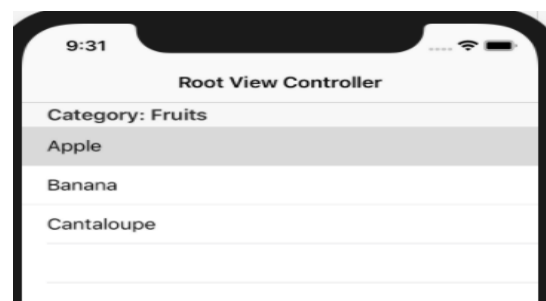 9:31
Root View Controller
Category: Fruits
Apple
Banana
Cantaloupe